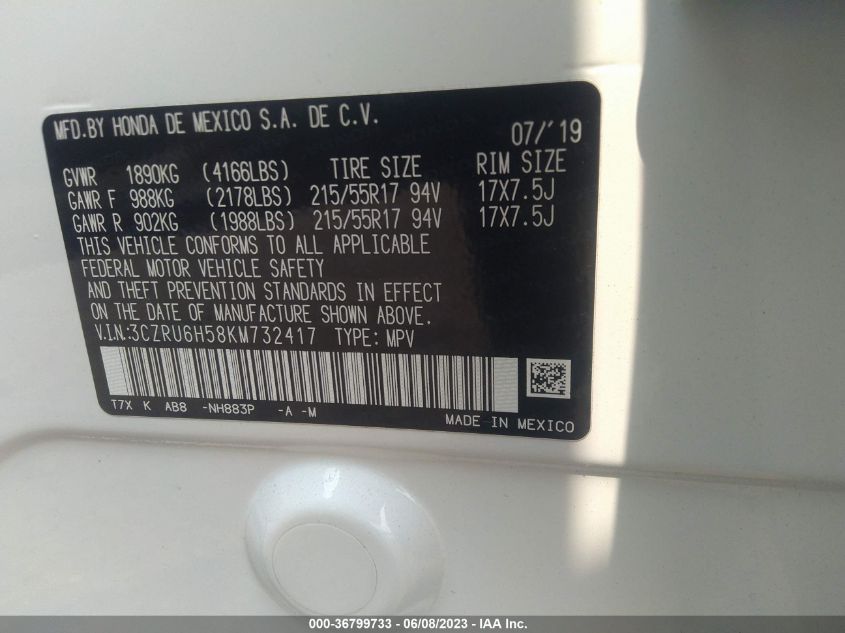 MFD.BY HONDA DE MEXICO S.A. DE C.V.
07/'19
GVWR 1890KG (4166LBS) TIRE SIZE RIM SIZE
GAWR F 988KG (2178LBS) 215/55R17 94V 17X7.5J
GAWR R 902KG (1988LBS) 215/55R17 94V 17X7.5J
THIS VEHICLE CONFORMS TO ALL APPLICABLE
FEDERAL MOTOR VEHICLE SAFETY
AND THEFT PREVENTION STANDARDS IN EFFECT
ON THE DATE OF MANUFACTURE SHOWN ABOVE.
V.I.N:3CZRU6H58KM732417 TYPE: MPV
T7X K AB8 -NH883P -A -M
MADE IN MEXICO
000-36799733 - 06/08/2023 - IAA Inc.